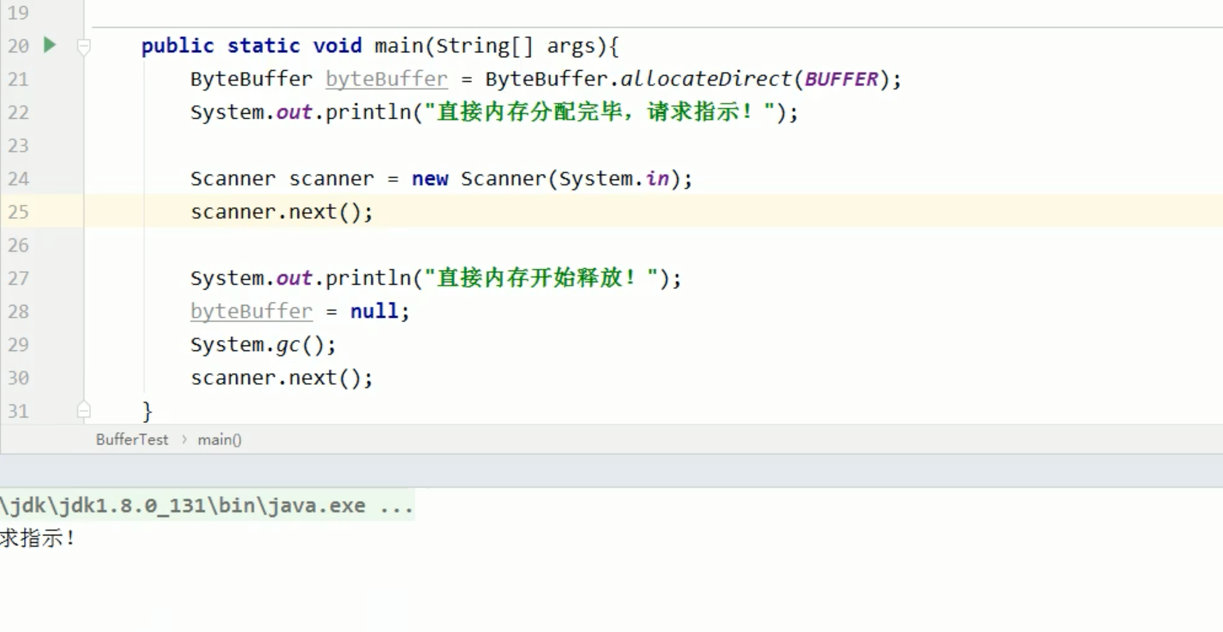 19
20 public static void main(String[] args){
21 ByteBuffer byteBuffer = ByteBuffer.allocateDirect(BUFFER);
22 System.out.println("直接内存分配完毕，请求指示！");
23
24 Scanner scanner = new Scanner(System.in);
25 scanner.next();
26
27 System.out.println("直接内存开始释放！");
28 byteBuffer = null;
29 System.gc();
30 scanner.next();
31 }
BufferTest › main()
\jdk\jdk1.8.0_131\bin\java.exe ...
求指示！